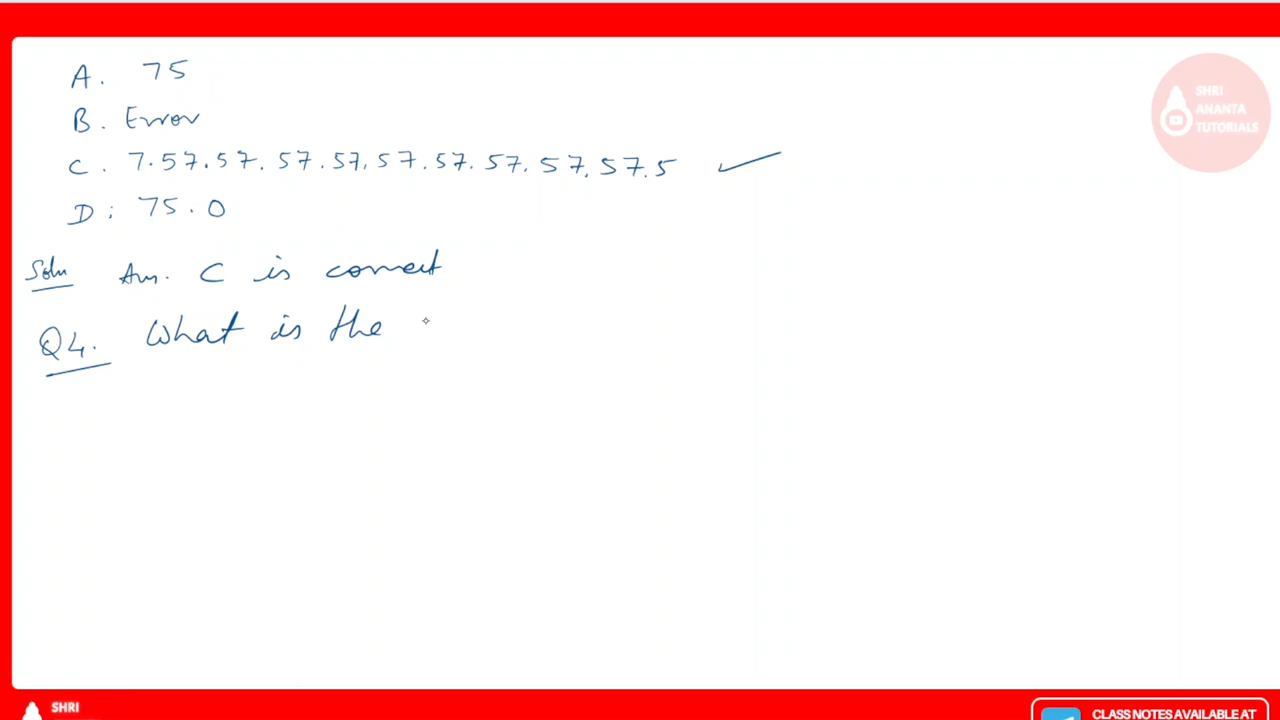 SHRI
ANANTA
TUTORIALS
A. 75
B. Error
C. 7.57.57.57.57.57.57.57.57.57.5
D: 75.0
Soln Ans. C is correct
Q4. What is the
SHRI
CLASS NOTES AVAILABLE AT